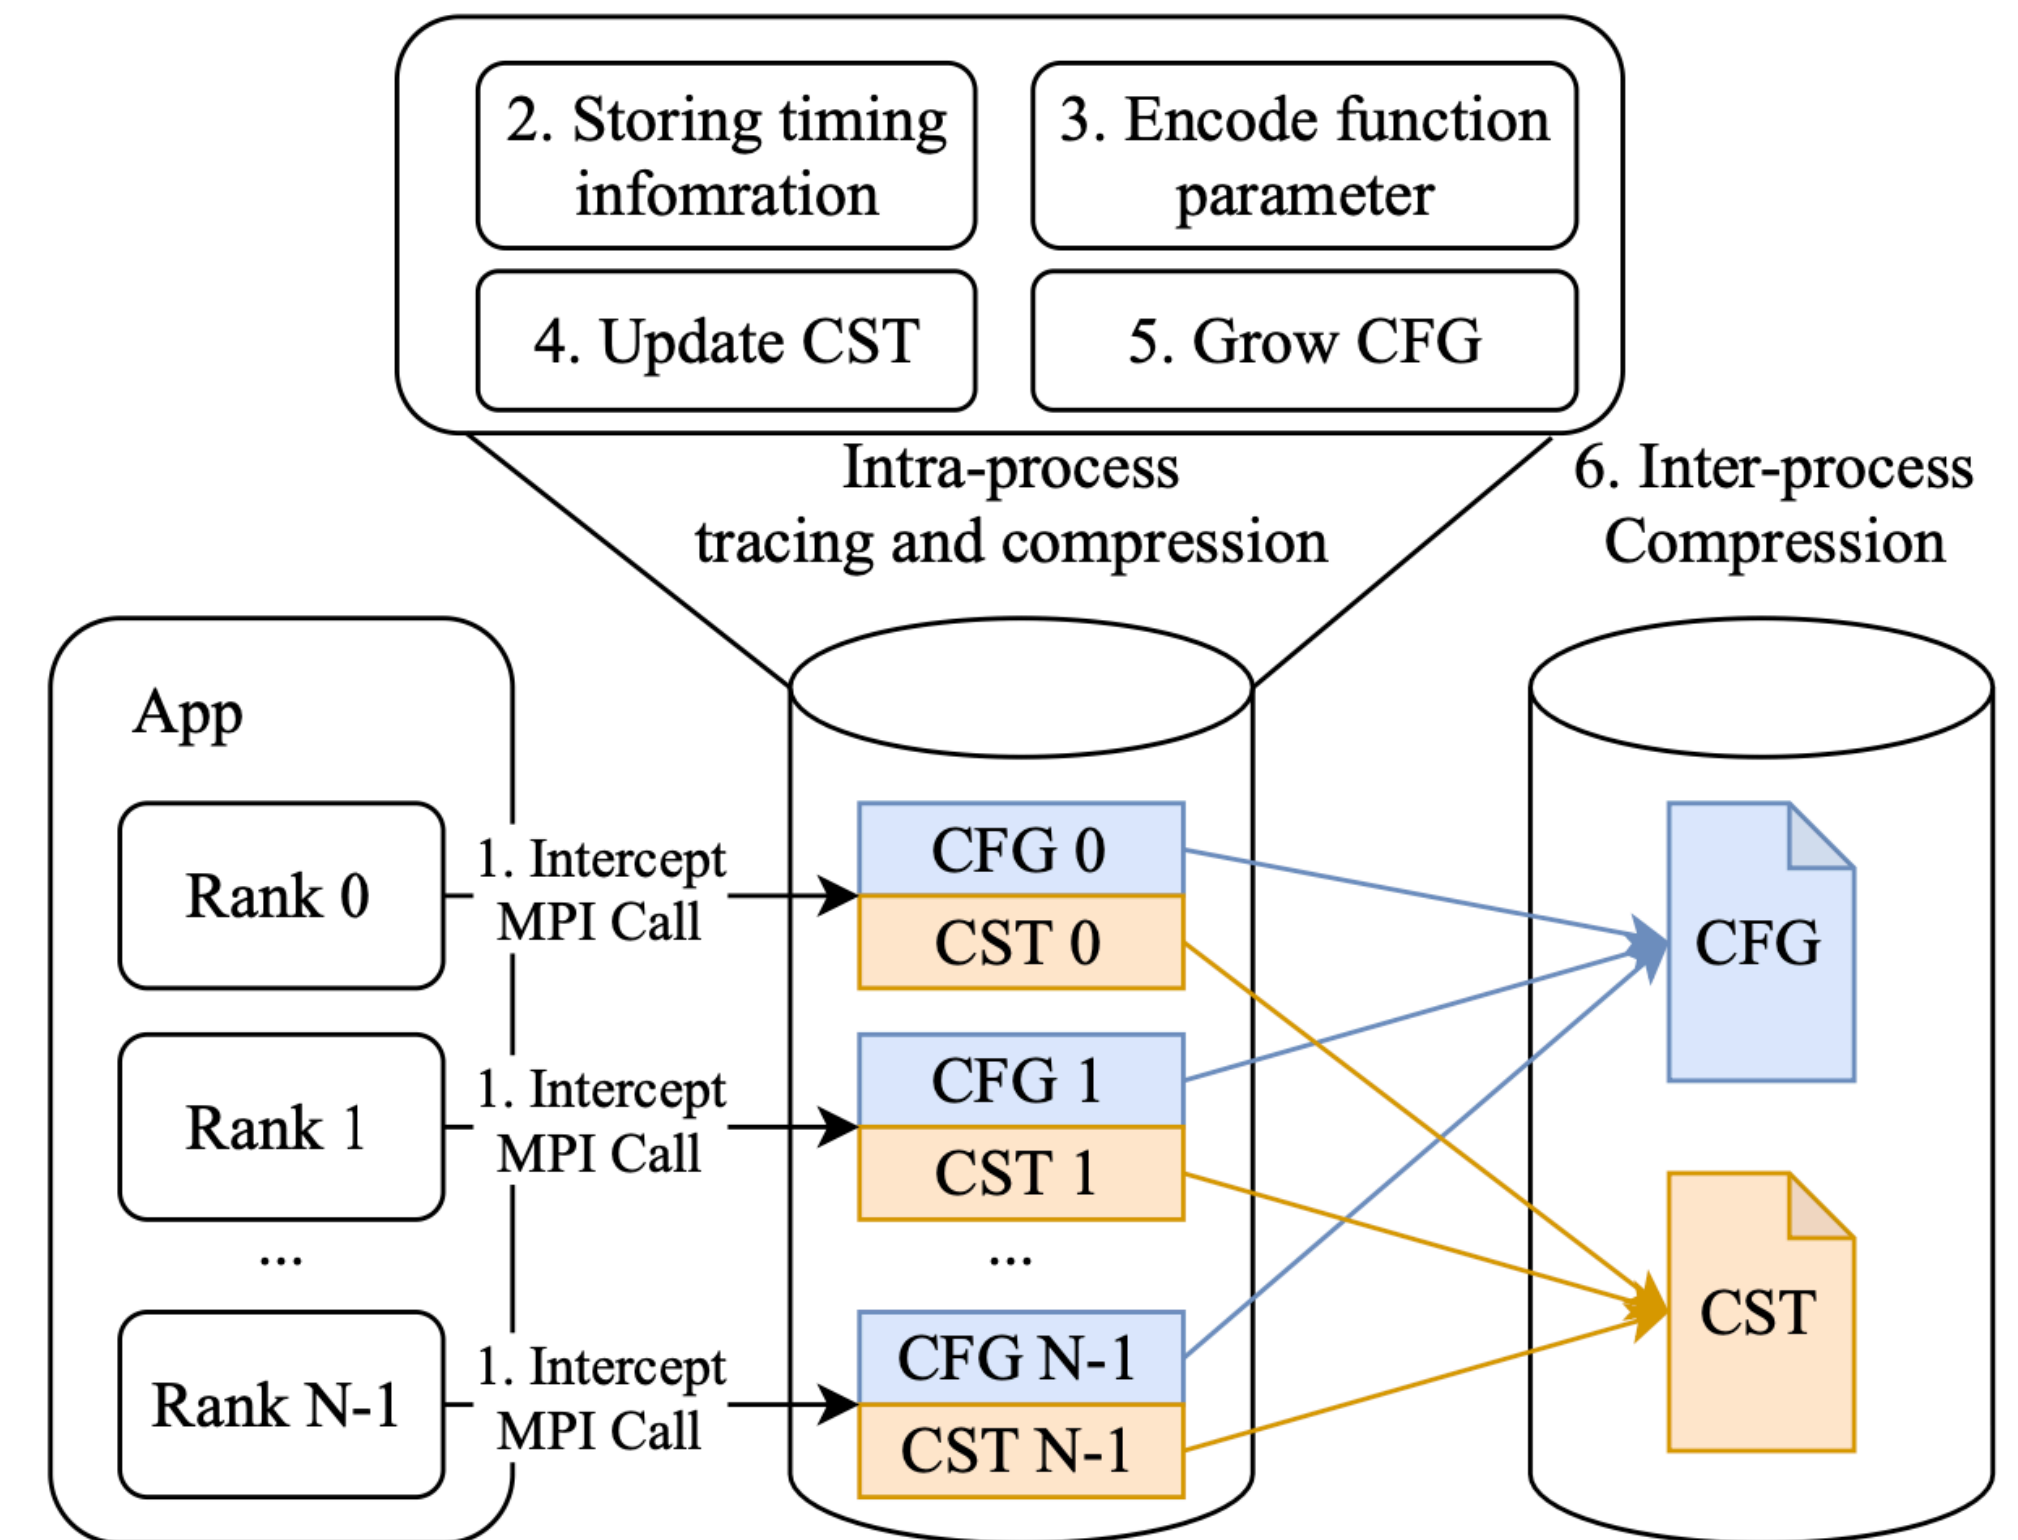 2. Storing timing
infomration
3. Encode function
parameter
4. Update CST
5. Grow CFG
Intra-process
tracing and compression
6. Inter-process
Compression
App
Rank 0
1. Intercept
MPI Call
CFG 0
CST 0
Rank 1
1. Intercept
MPI Call
CFG 1
CST 1
...
...
Rank N-1
1. Intercept
MPI Call
CFG N-1
CST N-1
CFG
CST